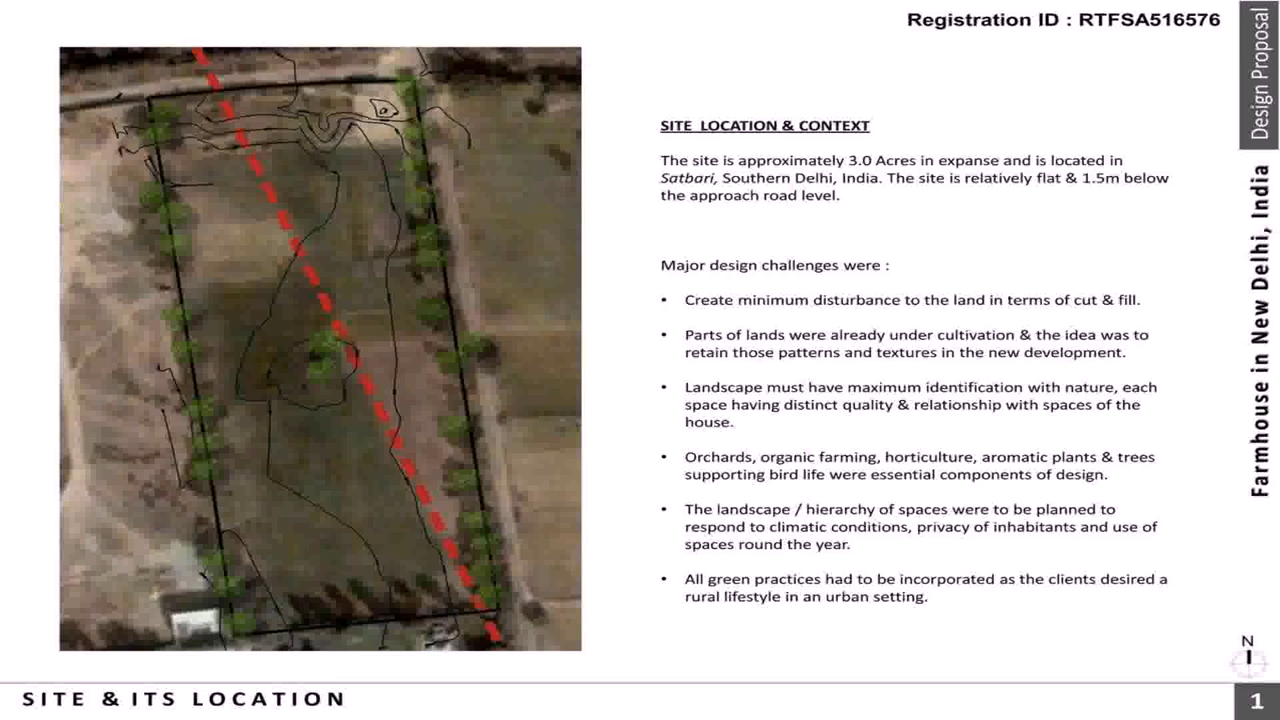 Registration ID : RTFSA516576
Design Proposal
Farmhouse in New Delhi, India
SITE LOCATION & CONTEXT
The site is approximately 3.0 Acres in expanse and is located in
Satbari, Southern Delhi, India. The site is relatively flat & 1.5m below
the approach road level.
Major design challenges were :
• Create minimum disturbance to the land in terms of cut & fill.
• Parts of lands were already under cultivation & the idea was to
retain those patterns and textures in the new development.
• Landscape must have maximum identification with nature, each
space having distinct quality & relationship with spaces of the
house.
• Orchards, organic farming, horticulture, aromatic plants & trees
supporting bird life were essential components of design.
• The landscape / hierarchy of spaces were to be planned to
respond to climatic conditions, privacy of inhabitants and use of
spaces round the year.
• All green practices had to be incorporated as the clients desired a
rural lifestyle in an urban setting.
N
SITE & ITS LOCATION
1